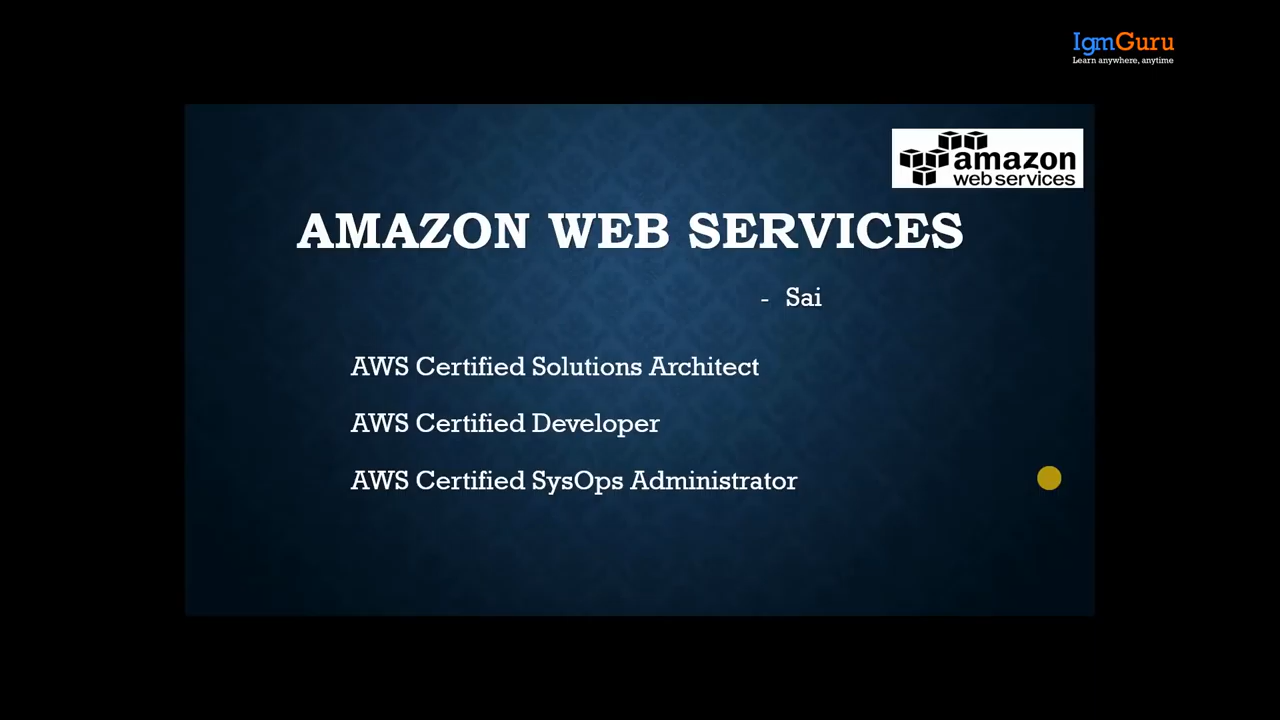 IgmGuru
Learn anywhere, anytime
amazon
web services
AMAZON WEB SERVICES
- Sai
AWS Certified Solutions Architect
AWS Certified Developer
AWS Certified SysOps Administrator